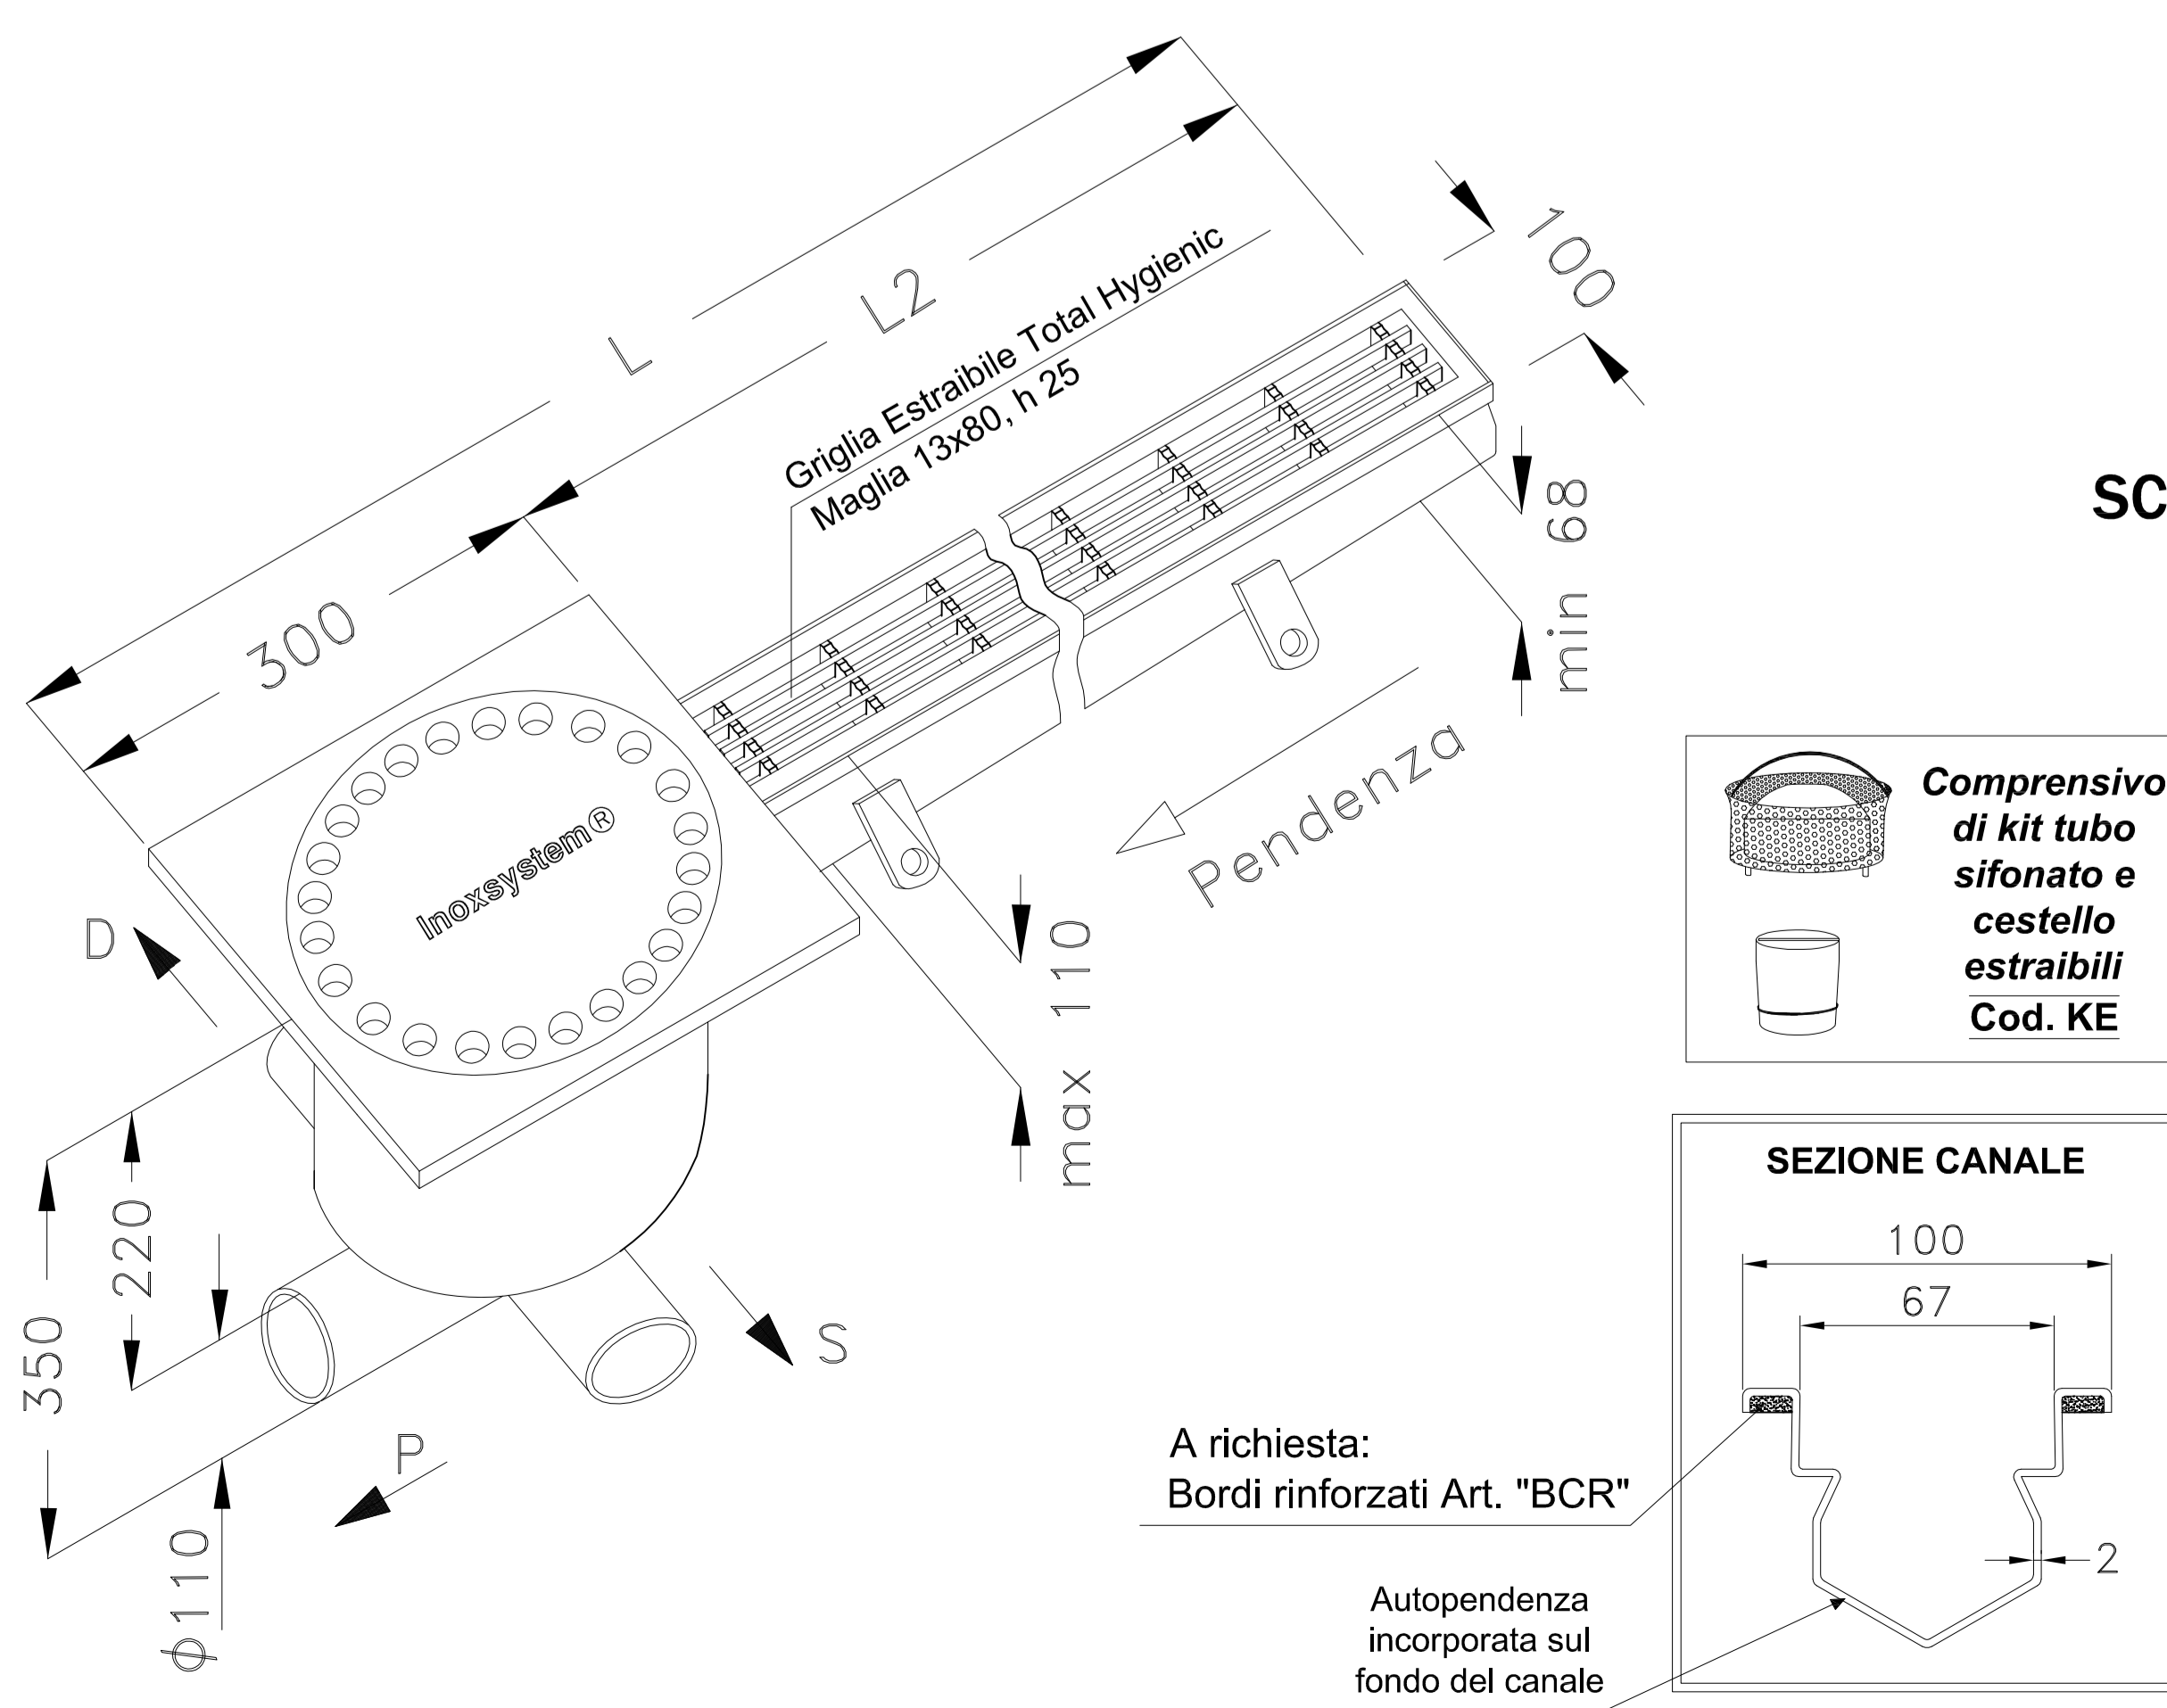 L
L2
100
Griglia Estraibile Total Hygienic
Maglia 13x80, h 25
300
min 68
SC
Pendenza
Inoxsystem®
D
max 110
Comprensivo
di kit tubo
sifonato e
cestello
estraibili
Cod. KE
220
350
S
P
φ110
SEZIONE CANALE
100
67
2
A richiesta:
Bordi rinforzati Art. "BCR"
Autopendenza
incorporata sul
fondo del canale